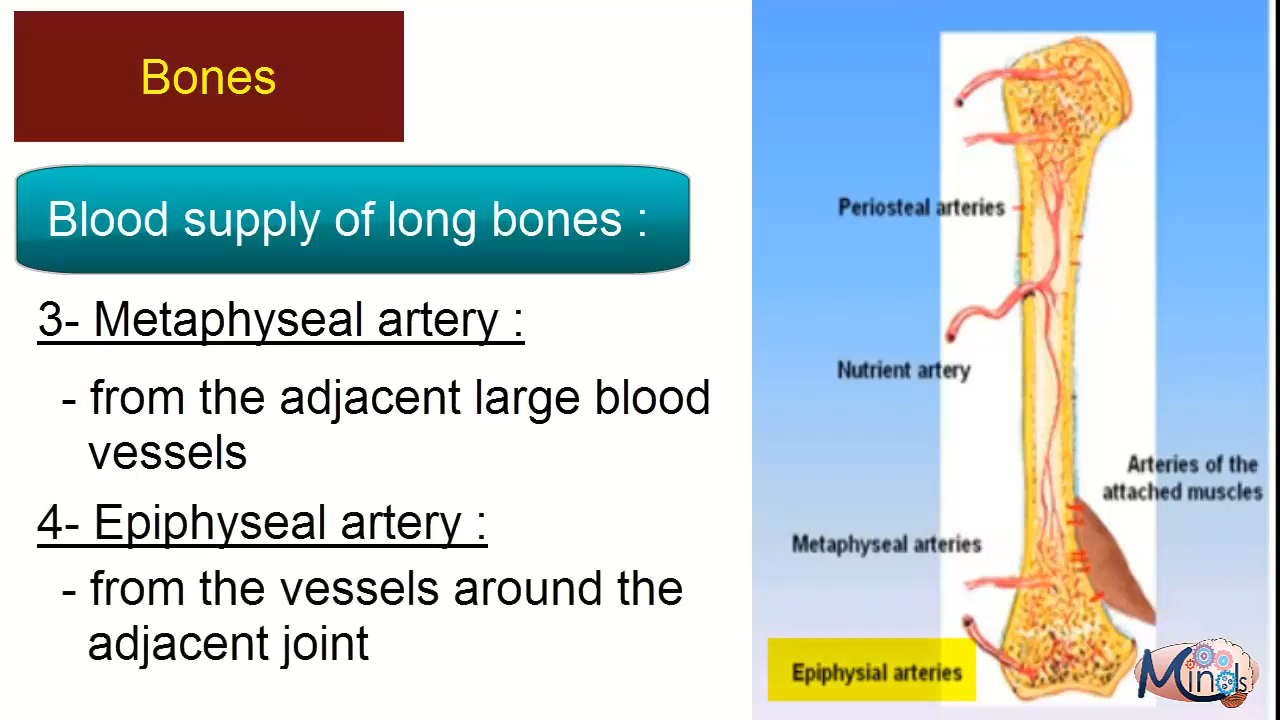 Bones
Blood supply of long bones :
3- Metaphyseal artery :
- from the adjacent large blood
vessels
4- Epiphyseal artery :
- from the vessels around the
adjacent joint
Periosteal arteries
Nutrient artery
Arteries of the
attached muscles
Metaphyseal arteries
Epiphysial arteries
Minds